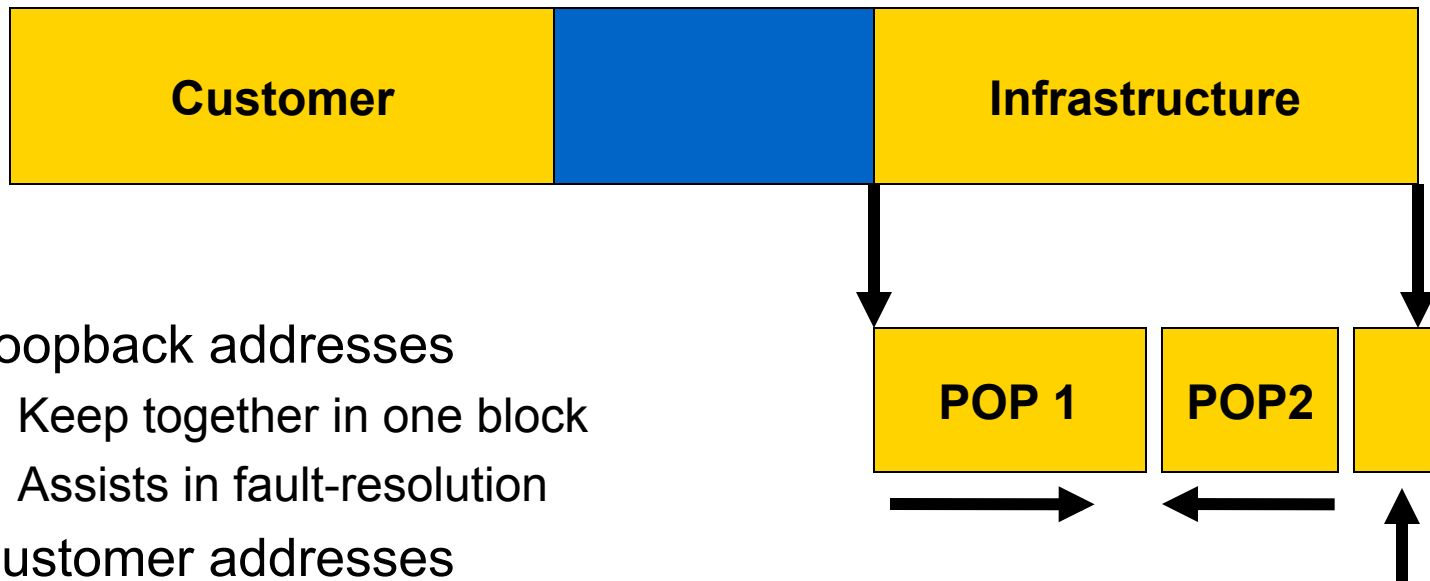 Customer
Infrastructure
oopback addresses
Keep together in one block
Assists in fault-resolution
ustomer addresses
POP 1
POP2